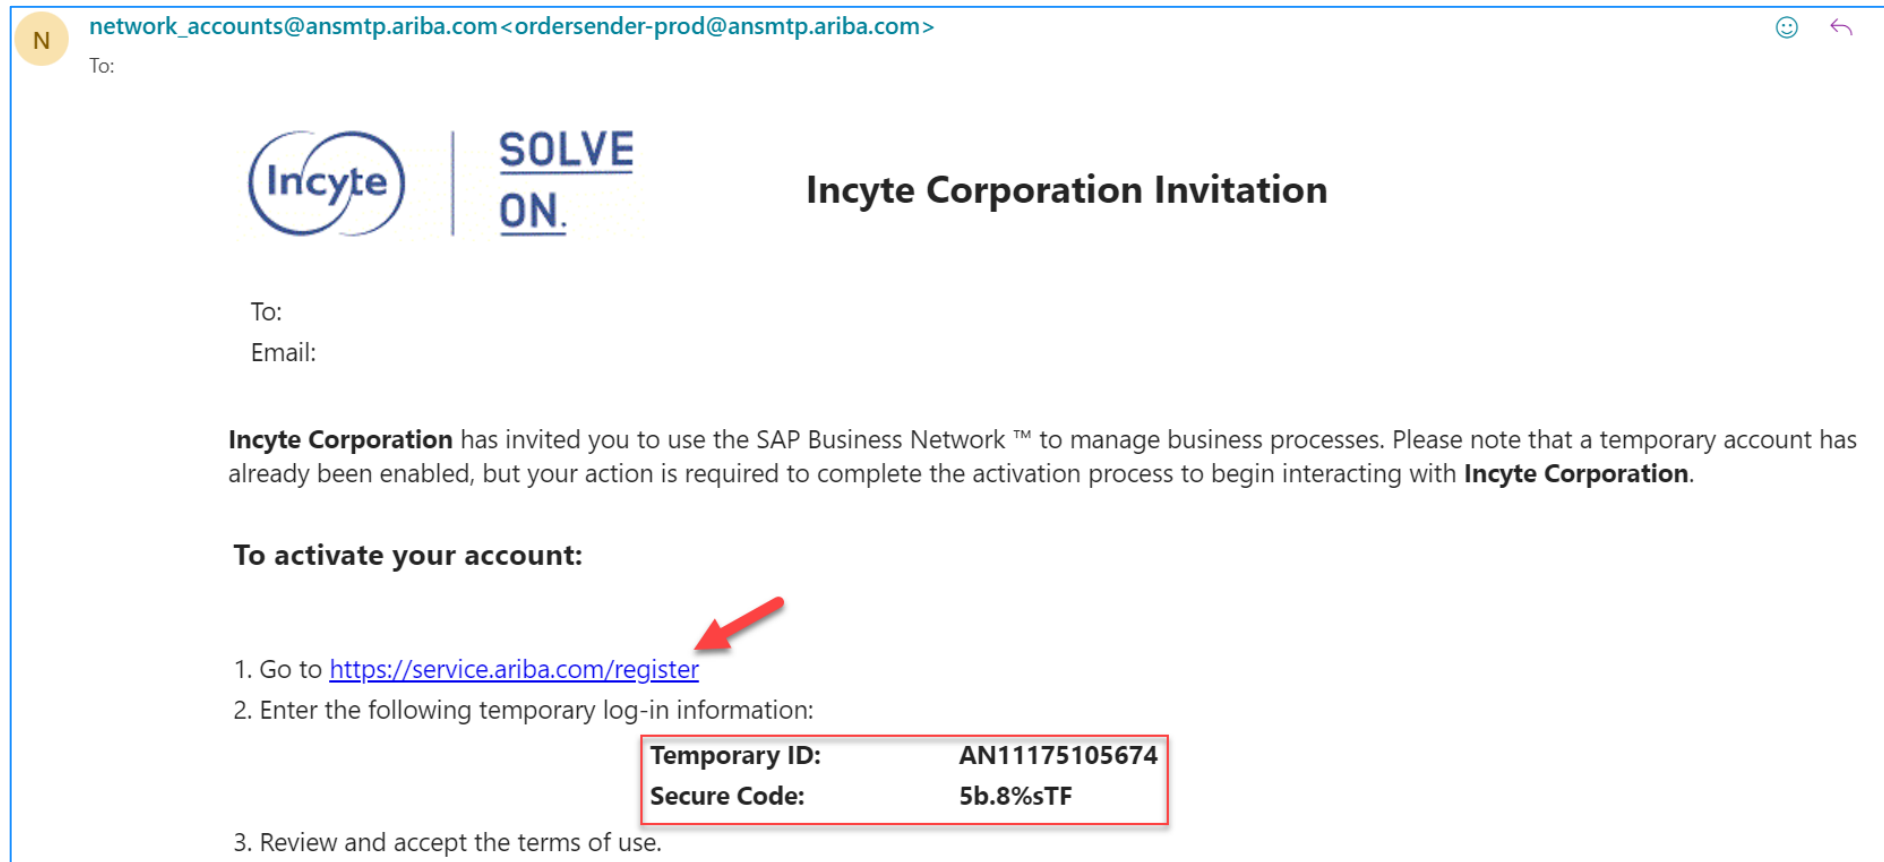 N
network_accounts@ansmtp.ariba.com<ordersender-prod@ansmtp.ariba.com>
To:
Incyte
SOLVE
ON.
Incyte Corporation Invitation
To:
Email:
Incyte Corporation has invited you to use the SAP Business Network ™ to manage business processes. Please note that a temporary account has
already been enabled, but your action is required to complete the activation process to begin interacting with Incyte Corporation.
To activate your account:
1. Go to https://service.ariba.com/register
2. Enter the following temporary log-in information:
Temporary ID: AN11175105674
Secure Code: 5b.8%sTF
3. Review and accept the terms of use.